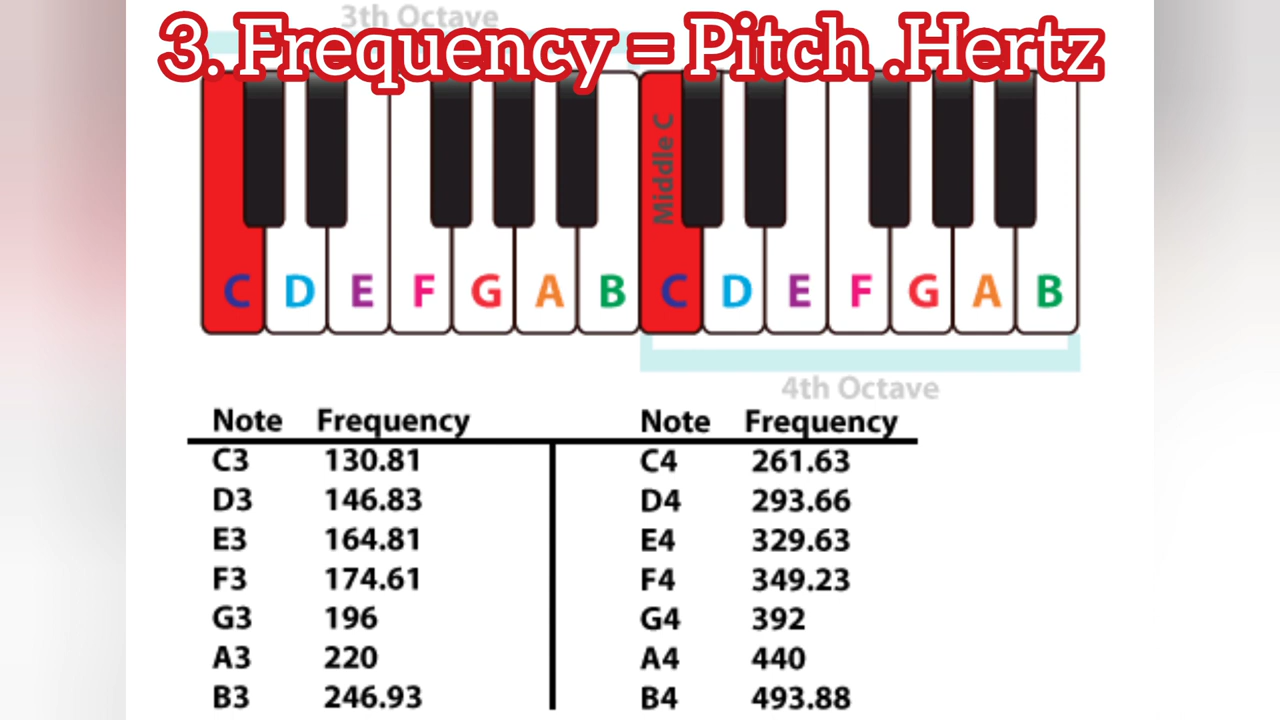 3th Octave
3. Frequency = Pitch .Hertz
Middle C
C D E F G A B C D E F G A B
4th Octave
Note Frequency Note Frequency
C3 130.81 C4 261.63
D3 146.83 D4 293.66
E3 164.81 E4 329.63
F3 174.61 F4 349.23
G3 196 G4 392
A3 220 A4 440
B3 246.93 B4 493.88